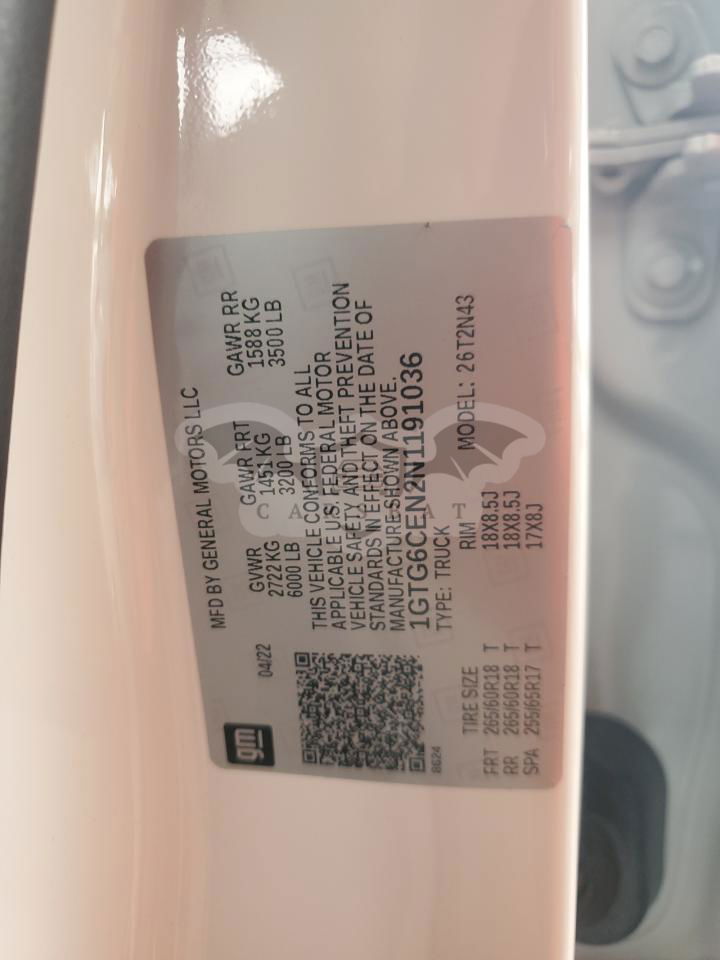 gm
MFD BY GENERAL MOTORS LLC
04/22
GVWR GAWR FRT GAWR RR
2722 KG 1451 KG 1588 KG
6000 LB 3200 LB 3500 LB
THIS VEHICLE CONFORMS TO ALL
APPLICABLE U.S. FEDERAL MOTOR
VEHICLE SAFETY AND THEFT PREVENTION
STANDARDS IN EFFECT ON THE DATE OF
MANUFACTURE SHOWN ABOVE.
1GTG6CEN2N1191036
8624
TYPE: TRUCK MODEL: 26T2N43
TIRE SIZE RIM
FRT 265/60R18 T 18X8.5J
RR 265/60R18 T 18X8.5J
SPA 255/65R17 T 17X8J